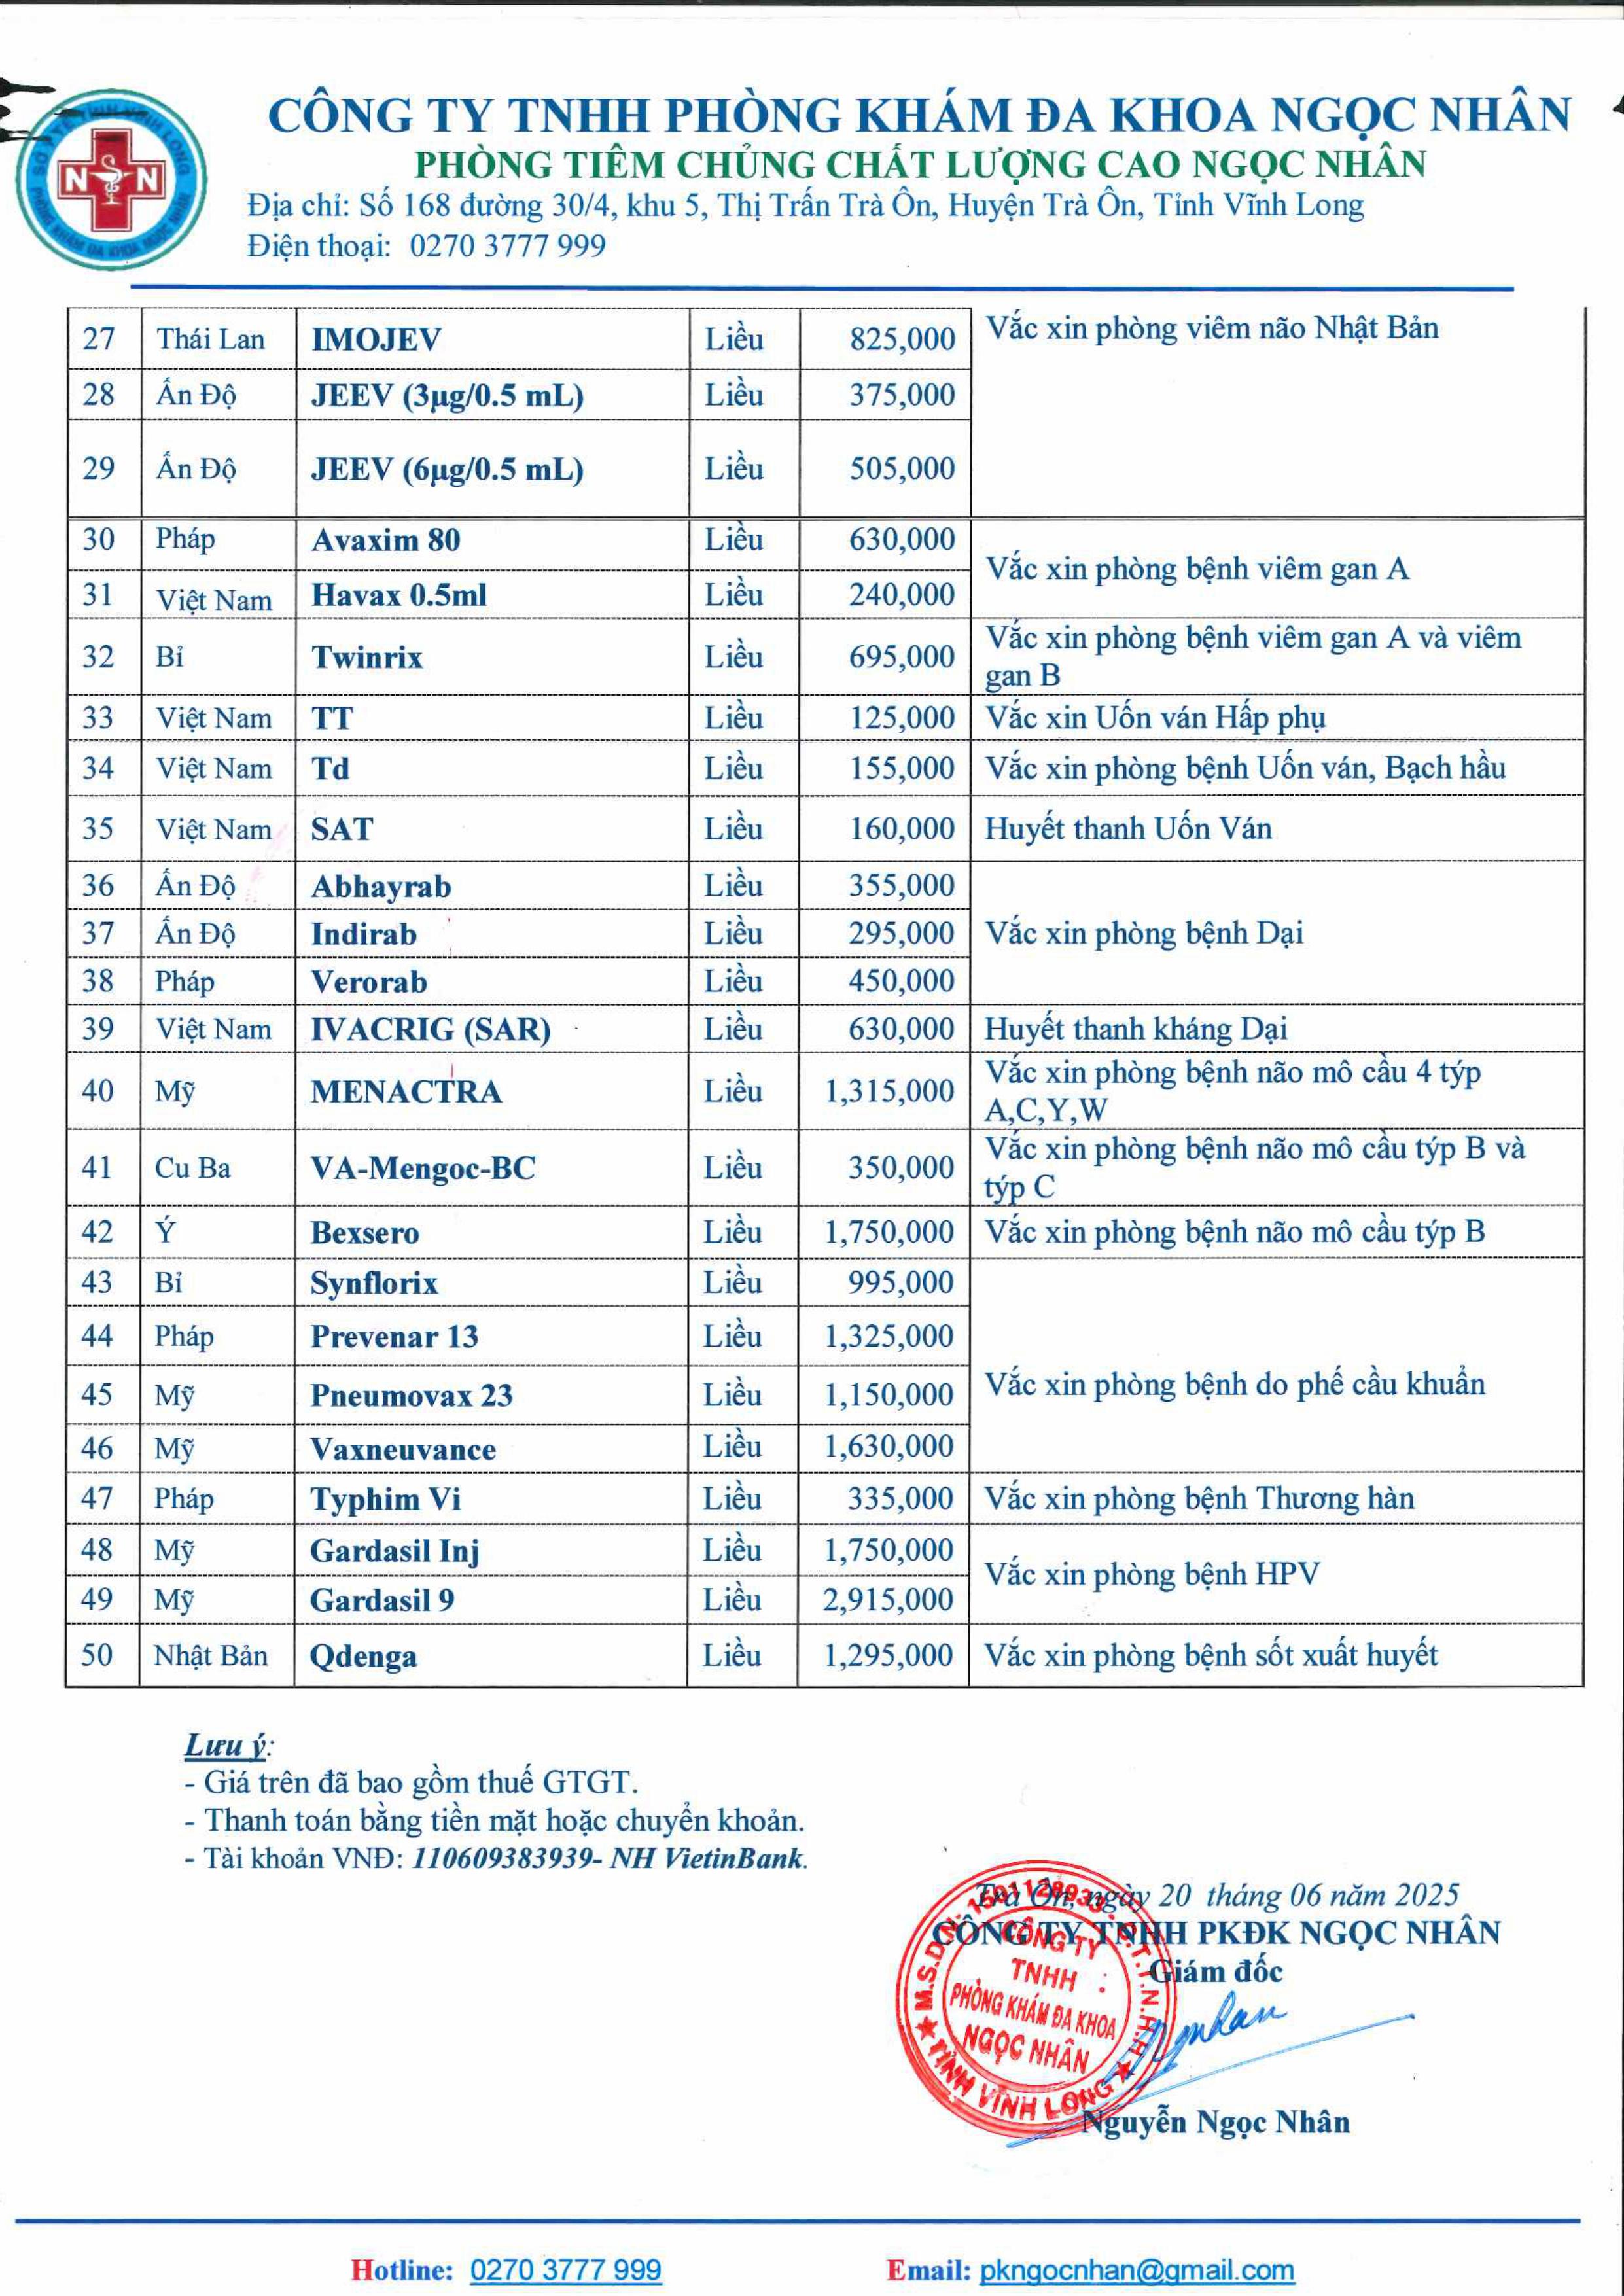 CÔNG TY TNHH PHÒNG KHÁM ĐA KHOA NGỌC NHÂN
PHÒNG TIÊM CHỦNG CHẤT LƯỢNG CAO NGỌC NHÂN
Địa chỉ: Số 168 đường 30/4, khu 5, Thị Trấn Trà Ôn, Huyện Trà Ôn, Tỉnh Vĩnh Long
Điện thoại: 0270 3777 999
N N
27 Thái Lan IMOJEV Liều 825,000 Vắc xin phòng viêm não Nhật Bản
28 Ấn Độ JEEV (3µg/0.5 mL) Liều 375,000
29 Ấn Độ JEEV (6µg/0.5 mL) Liều 505,000
30 Pháp Avaxim 80 Liều 630,000
Vắc xin phòng bệnh viêm gan A
31 Việt Nam Havax 0.5ml Liều 240,000
32 Bỉ Twinrix Liều 695,000 Vắc xin phòng bệnh viêm gan A và viêm
gan B
33 Việt Nam TT Liều 125,000 Vắc xin Uốn ván Hấp phụ
34 Việt Nam Td Liều 155,000 Vắc xin phòng bệnh Uốn ván, Bạch hầu
35 Việt Nam SAT Liều 160,000 Huyết thanh Uốn Ván
36 Ấn Độ Abhayrab Liều 355,000
37 Ấn Độ Indirab Liều 295,000 Vắc xin phòng bệnh Dại
38 Pháp Verorab Liều 450,000
39 Việt Nam IVACRIG (SAR) Liều 630,000 Huyết thanh kháng Dại
40 Mỹ MENACTRA Liều 1,315,000 Vắc xin phòng bệnh não mô cầu 4 týp
A,C,Y,W
41 Cu Ba VA-Mengoc-BC Liều 350,000 Vắc xin phòng bệnh não mô cầu týp B và
týp C
42 Ý Bexsero Liều 1,750,000 Vắc xin phòng bệnh não mô cầu týp B
43 Bỉ Synflorix Liều 995,000
44 Pháp Prevenar 13 Liều 1,325,000
Vắc xin phòng bệnh do phế cầu khuẩn
45 Mỹ Pneumovax 23 Liều 1,150,000
46 Mỹ Vaxneuvance Liều 1,630,000
47 Pháp Typhim Vi Liều 335,000 Vắc xin phòng bệnh Thương hàn
48 Mỹ Gardasil Inj Liều 1,750,000
Vắc xin phòng bệnh HPV
49 Mỹ Gardasil 9 Liều 2,915,000
50 Nhật Bản Qdenga Liều 1,295,000 Vắc xin phòng bệnh sốt xuất huyết
Lưu ý:
- Giá trên đã bao gồm thuế GTGT.
- Thanh toán bằng tiền mặt hoặc chuyển khoản.
- Tài khoản VNĐ: 110609383939- NH VietinBank.
Trà Ôn, ngày 20 tháng 06 năm 2025
CÔNG TY TNHH PKĐK NGỌC NHÂN
Giám đốc
CÔNG TY
TNHH
PHÒNG KHÁM ĐA KHOA
NGỌC NHÂN
TỈNH VĨNH LONG
Nguyễn Ngọc Nhân
Hotline: 0270 3777 999 Email: pkngocnhan@gmail.com